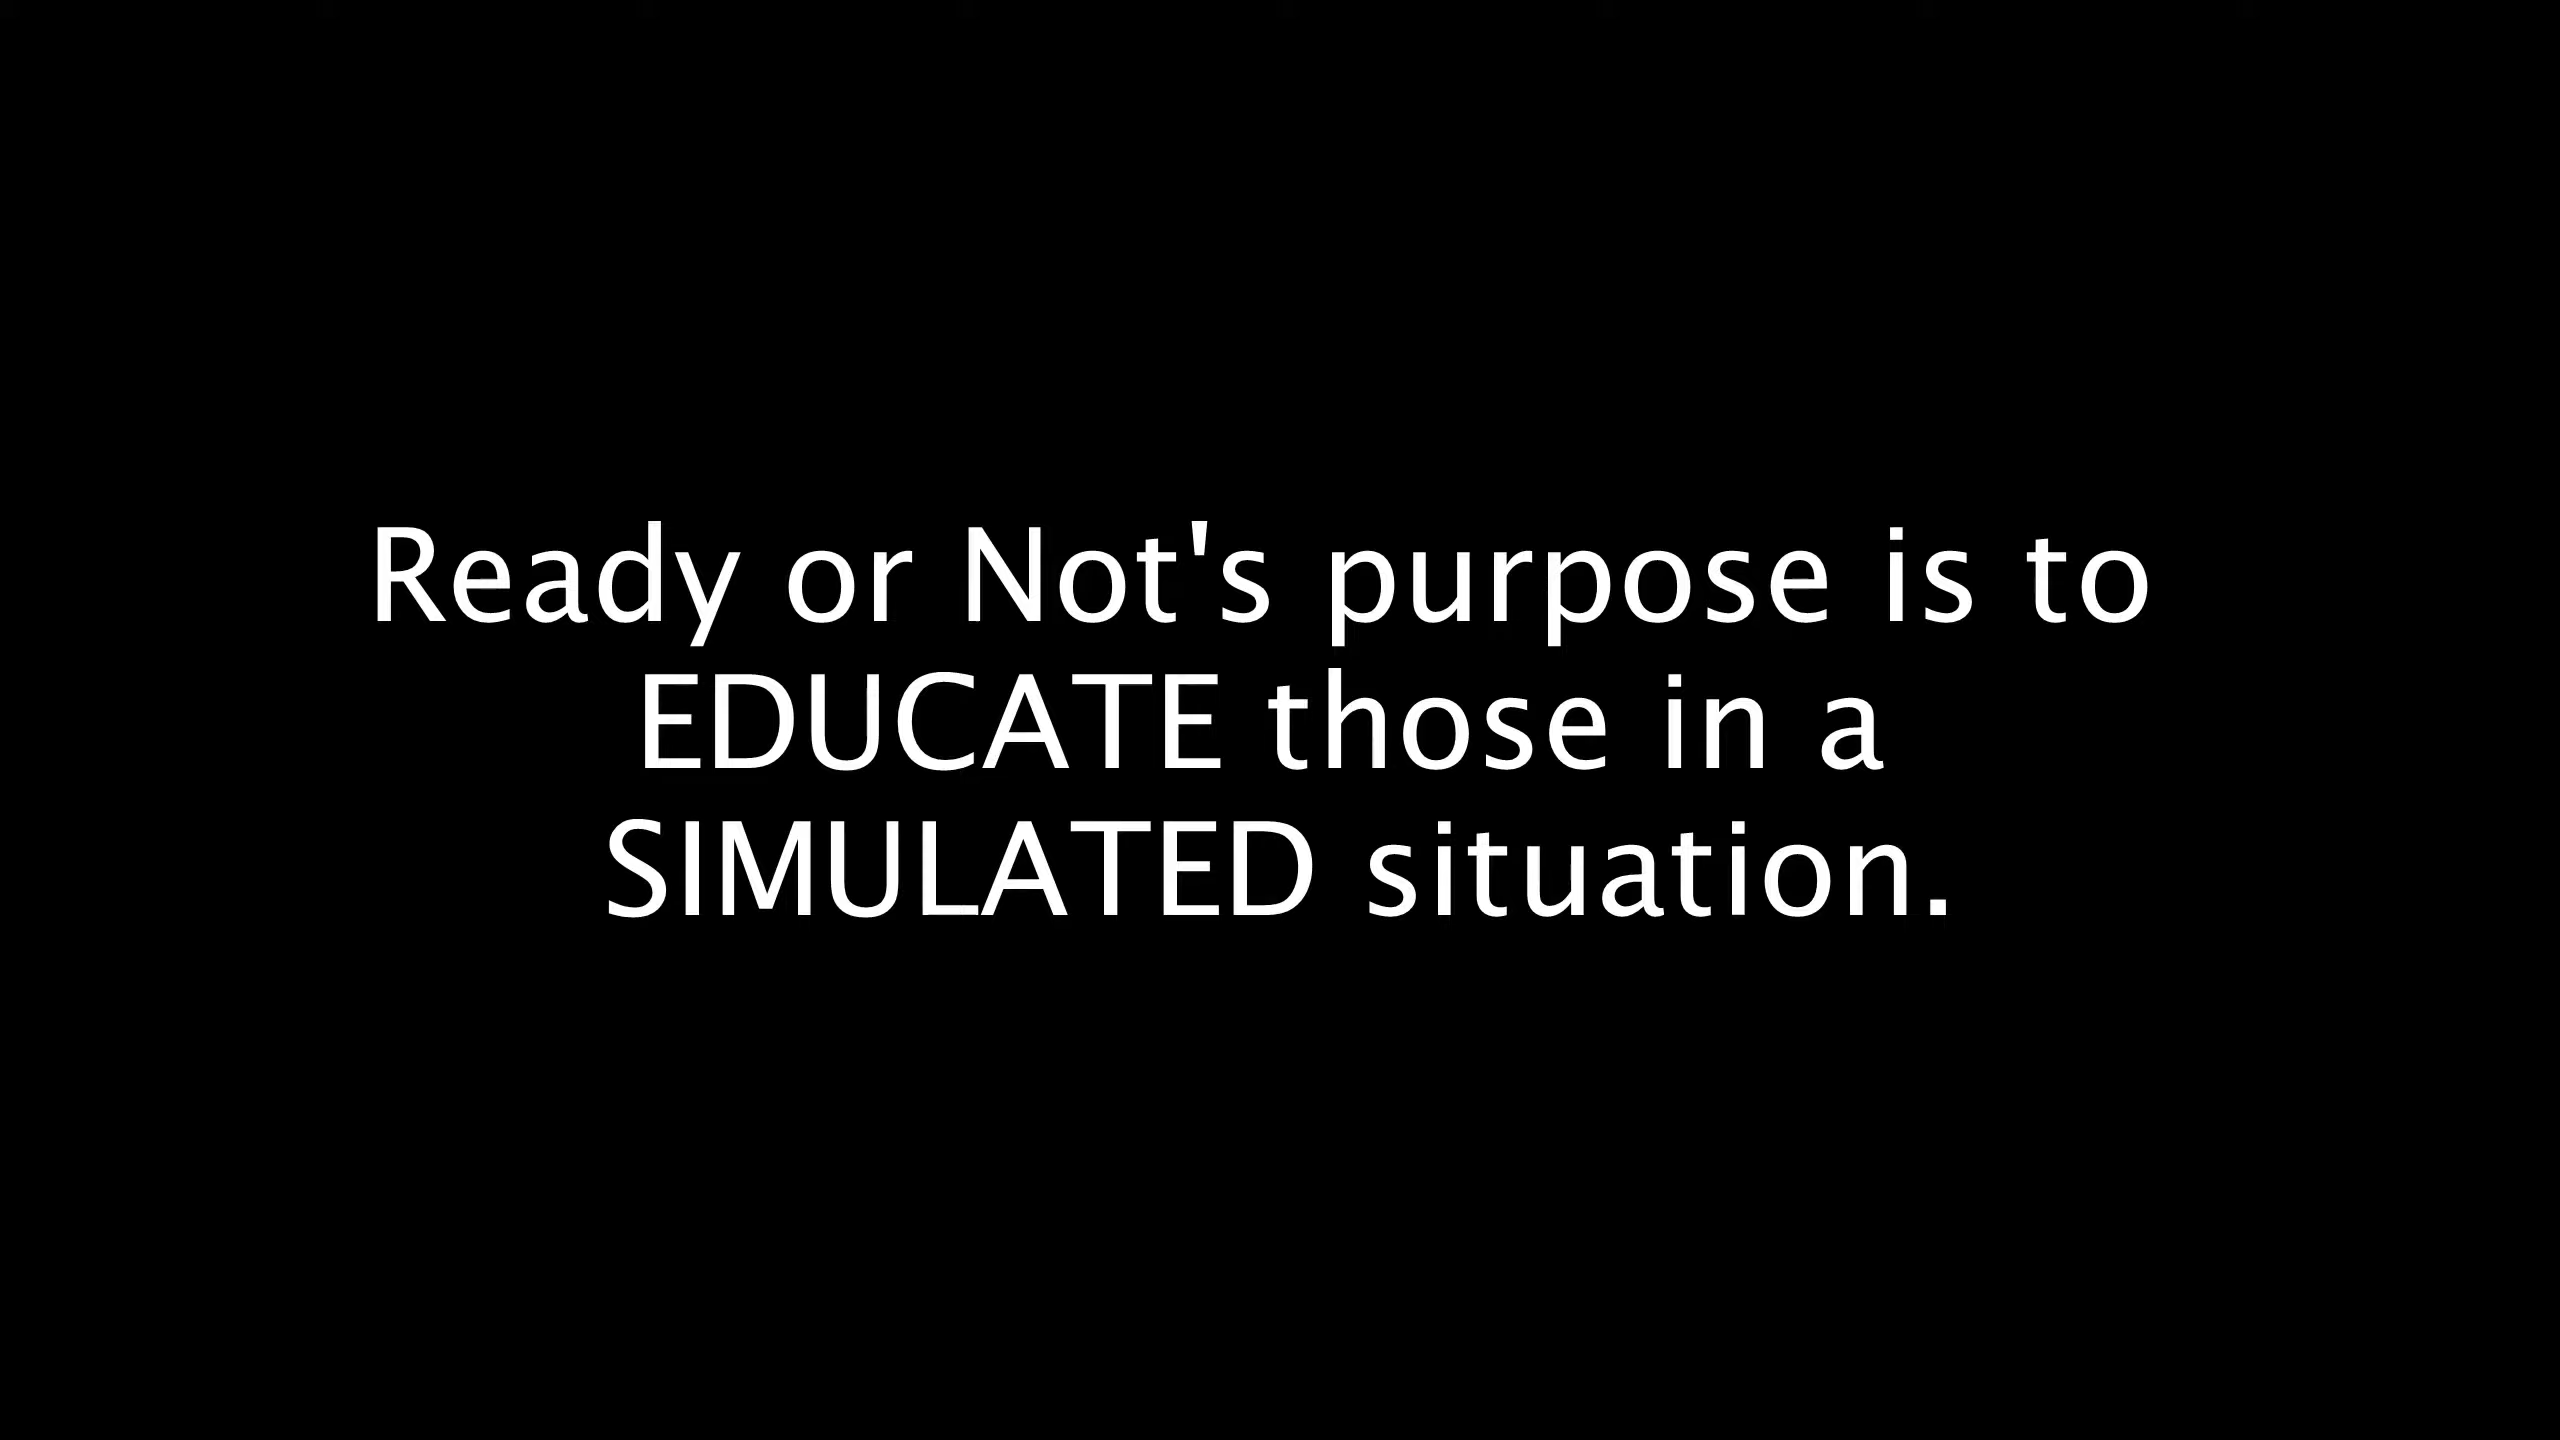 Ready or Not's purpose is to
EDUCATE those in a
SIMULATED situation.